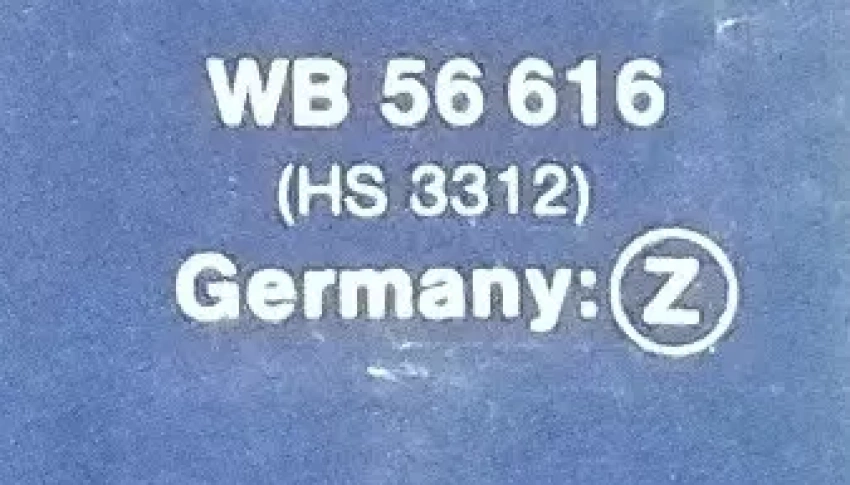 WB 56 616
(HS 3312)
Germany: Z